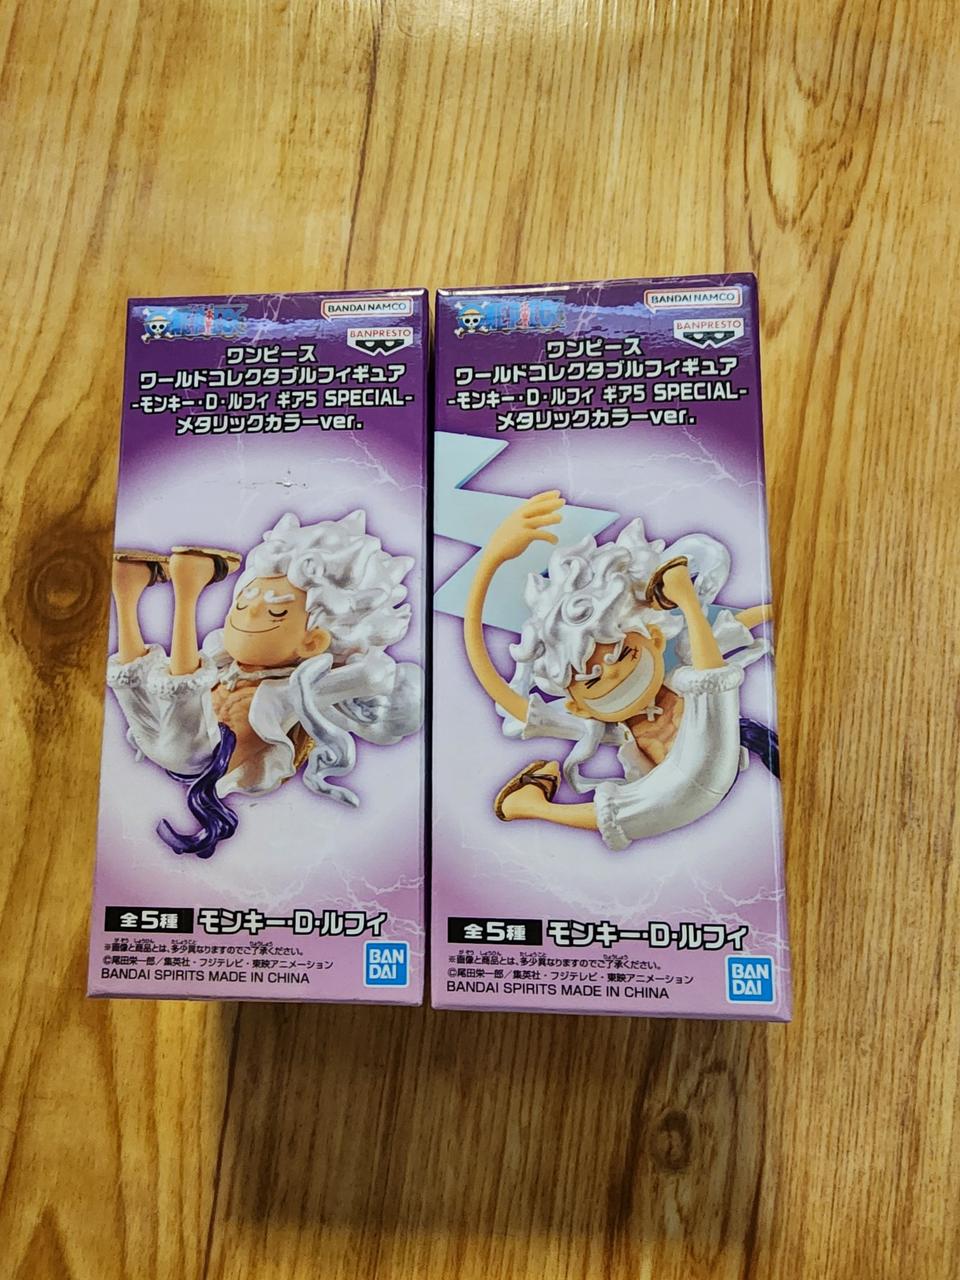 ONE PIECE
BANDAI NAMCO
BANPRESTO
ワンピース
ワールドコレクタブルフィギュア
-モンキー・D・ルフィ ギア5 SPECIAL-
メタリックカラーver.
全5種 モンキー・D・ルフィ
※画像と商品とは、多少異なりますのでご了承ください。
©尾田栄一郎／集英社・フジテレビ・東映アニメーション
BANDAI SPIRITS MADE IN CHINA
BAN
DAI
ONE PIECE
BANDAI NAMCO
BANPRESTO
ワンピース
ワールドコレクタブルフィギュア
-モンキー・D・ルフィ ギア5 SPECIAL-
メタリックカラーver.
全5種 モンキー・D・ルフィ
※画像と商品とは、多少異なりますのでご了承ください。
©尾田栄一郎／集英社・フジテレビ・東映アニメーション
BANDAI SPIRITS MADE IN CHINA
BAN
DAI